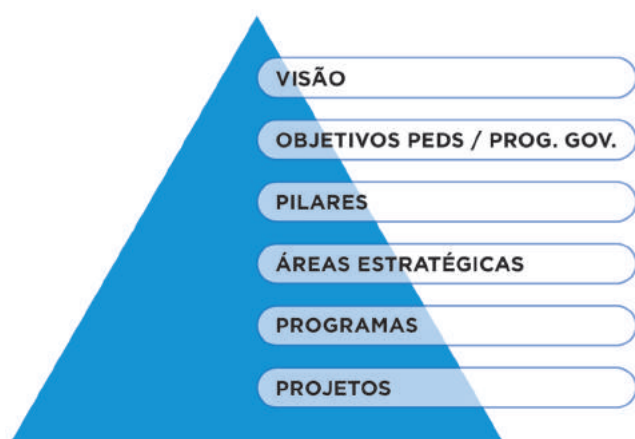 VISÃO
OBJETIVOS PEDS / PROG. GOV.
PILARES
ÁREAS ESTRATÉGICAS
PROGRAMAS
PROJETOS